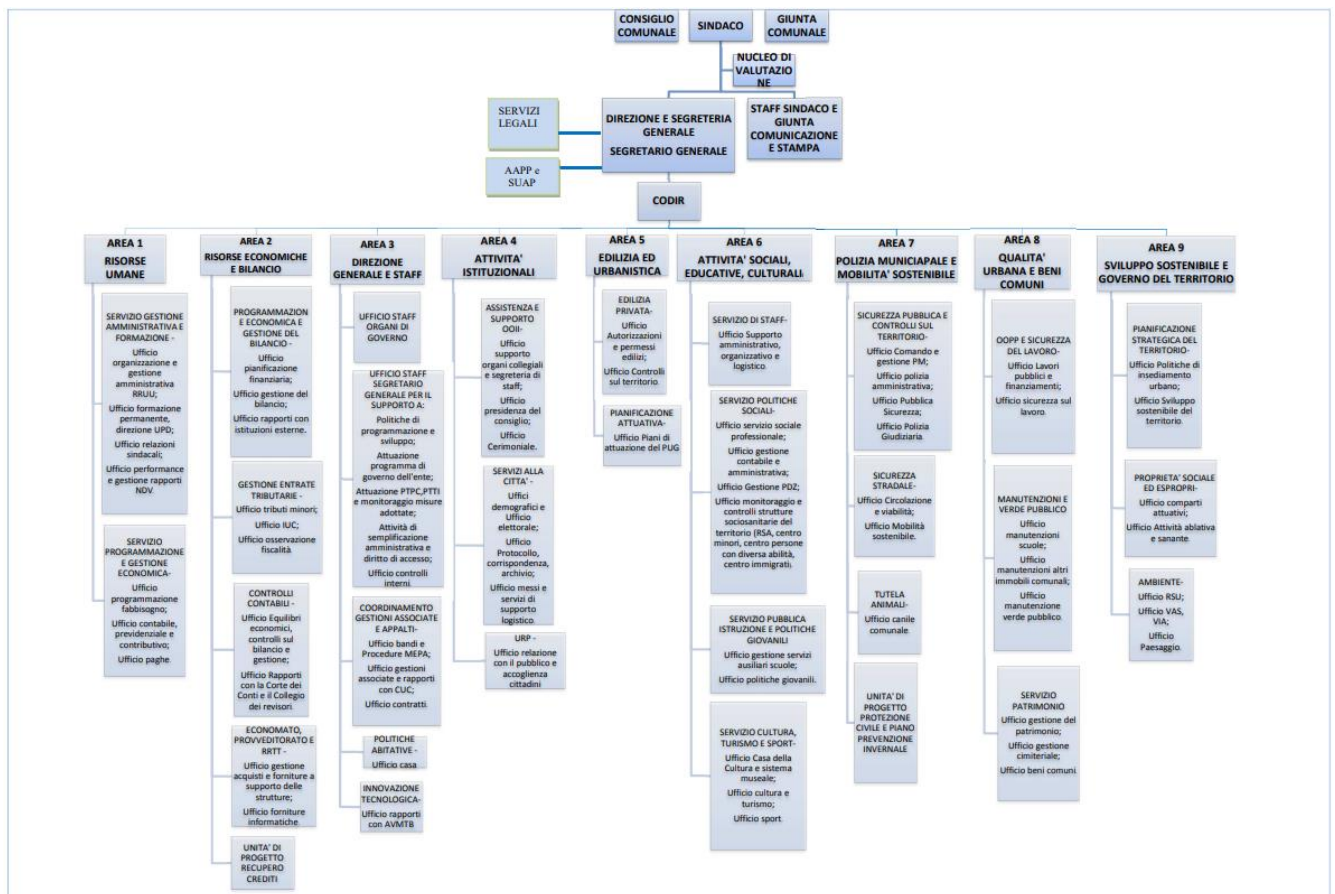 CONSIGLIO
COMUNALE
SINDACO
GIUNTA
COMUNALE
NUCLEO DI
VALUTAZIO
NE
SERVIZI
LEGALI
DIREZIONE E SEGRETERIA
GENERALE
SEGRETARIO GENERALE
STAFF SINDACO E
GIUNTA
COMUNICAZIONE
E STAMPA
AAPP e
SUAP
CODIR
AREA 1
RISORSE
UMANE
SERVIZIO GESTIONE
AMMINISTRATIVA E
FORMAZIONE -
Ufficio
organizzazione e
gestione
amministrativa
RRUU;
Ufficio formazione
permanente,
direzione UPD;
Ufficio relazioni
sindacali;
Ufficio performance
e gestione rapporti
NDV.
SERVIZIO
PROGRAMMAZIONE
E GESTIONE
ECONOMICA-
Ufficio
programmazione
fabbisogno;
Ufficio contabile,
previdenziale e
contributivo;
Ufficio paghe.
AREA 2
RISORSE ECONOMICHE
E BILANCIO
PROGRAMMAZION
E ECONOMICA E
GESTIONE DEL
BILANCIO -
Ufficio
pianificazione
finanziaria;
Ufficio gestione del
bilancio;
Ufficio rapporti con
istituzioni esterne.
GESTIONE ENTRATE
TRIBUTARIE -
Ufficio tributi minori;
Ufficio IUC;
Ufficio osservazione
fiscalità.
CONTROLLI
CONTABILI -
Ufficio Equilibri
economici,
controlli sul
bilancio e
gestione;
Ufficio Rapporti
con la Corte dei
Conti e il Collegio
dei revisori.
ECONOMATO,
PROVVEDITORATO E
RRTT -
Ufficio gestione
acquisti e forniture a
supporto delle
strutture;
Ufficio forniture
informatiche.
UNITA' DI
PROGETTO
RECUPERO
CREDITI
AREA 3
DIREZIONE
GENERALE E STAFF
UFFICIO STAFF
ORGANI DI
GOVERNO
UFFICIO STAFF
SEGRETARIO
GENERALE PER IL
SUPPORTO A:
Politiche di
programmazione e
sviluppo;
Attuazione
programma di
governo dell'ente;
Attuazione PTPC,PTTI
e monitoraggio misure
adottate;
Attività di
semplificazione
amministrativa e
diritto di accesso;
Ufficio controlli
interni.
COORDINAMENTO
GESTIONI ASSOCIATE
E APPALTI-
Ufficio bandi e
Procedure MEPA;
Ufficio gestioni
associate e rapporti
con CUC;
Ufficio contratti.
POLITICHE
ABITATIVE -
Ufficio casa
INNOVAZIONE
TECNOLOGICA-
Ufficio rapporti
con AVMTB
AREA 4
ATTIVITA'
ISTITUZIONALI
ASSISTENZA E
SUPPORTO
OOII-
Ufficio
supporto
organi collegiali
e segreteria di
staff;
Ufficio
presidenza del
consiglio;
Ufficio
Cerimoniale.
SERVIZI ALLA
CITTA' -
Uffici
demografici e
Ufficio
elettorale;
Ufficio
Protocollo,
corrispondenza,
archivio;
Ufficio messi e
servizi di
supporto
logistico.
URP -
Ufficio relazione
con il pubblico e
accoglienza
cittadini
AREA 5
EDILIZIA ED
URBANISTICA
EDILIZIA
PRIVATA-
Ufficio
Autorizzazioni
e permessi
edilizi;
Ufficio Controlli
sul territorio.
PIANIFICAZIONE
ATTUATIVA-
Ufficio Piani di
attuazione del PUG
AREA 6
ATTIVITA' SOCIALI,
EDUCATIVE, CULTURALI,
SERVIZIO DI STAFF-
Ufficio Supporto
amministrativo,
organizzativo e
logistico.
SERVIZIO POLITICHE
SOCIALI-
Ufficio servizio sociale
professionale;
Ufficio gestione
contabile e
amministrativa;
Ufficio Gestione PDZ;
Ufficio monitoraggio e
controlli strutture
sociosanitarie del
territorio (RSA, centro
minori, centro persone
con diversa abilità,
centro immigrati).
SERVIZIO PUBBLICA
ISTRUZIONE E POLITICHE
GIOVANILI
Ufficio gestione servizi
ausiliari scuole;
Ufficio politiche giovanili.
SERVIZIO CULTURA,
TURISMO E SPORT-
Ufficio Casa della
Cultura e sistema
museale;
Ufficio cultura e
turismo;
Ufficio sport.
AREA 7
POLIZIA MUNICIAPALE E
MOBILITA' SOSTENIBILE
SICUREZZA PUBBLICA E
CONTROLLI SUL
TERRITORIO-
Ufficio Comando e
gestione PM;
Ufficio polizia
amministrativa;
Ufficio Pubblica
Sicurezza;
Ufficio Polizia
Giudiziaria.
SICUREZZA
STRADALE-
Ufficio Circolazione
e viabilità;
Ufficio Mobilità
sostenibile.
TUTELA
ANIMALI-
Ufficio canile
comunale.
UNITA' DI
PROGETTO
PROTEZIONE
CIVILE E PIANO
PREVENZIONE
INVERNALE
AREA 8
QUALITA'
URBANA E BENI
COMUNI
OOPP E SICUREZZA
DEL LAVORO-
Ufficio Lavori
pubblici e
finanziamenti;
Ufficio sicurezza sul
lavoro.
MANUTENZIONI E
VERDE PUBBLICO
Ufficio
manutenzioni
scuole;
Ufficio
manutenzioni altri
immobili comunali;
Ufficio
manutenzione
verde pubblico.
SERVIZIO
PATRIMONIO
Ufficio gestione del
patrimonio;
Ufficio gestione
cimiteriale;
Ufficio beni comuni.
AREA 9
SVILUPPO SOSTENIBILE E
GOVERNO DEL TERRITORIO
PIANIFICAZIONE
STRATEGICA DEL
TERRITORIO-
Ufficio Politiche di
insediamento
urbano;
Ufficio Sviluppo
sostenibile del
territorio.
PROPRIETA' SOCIALE
ED ESPROPRI-
Ufficio comparti
attuativi;
Ufficio Attività ablativa
e sanante.
AMBIENTE-
Ufficio RSU;
Ufficio VAS,
VIA;
Ufficio
Paesaggio.